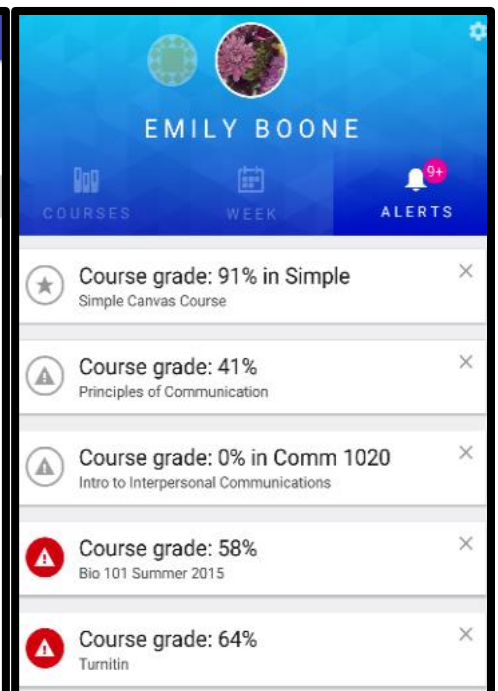 EMILY BOONE
9+
COURSES WEEK ALERTS
Course grade: 91% in Simple
Simple Canvas Course
Course grade: 41%
Principles of Communication
Course grade: 0% in Comm 1020
Intro to Interpersonal Communications
Course grade: 58%
Bio 101 Summer 2015
Course grade: 64%
Turnitin